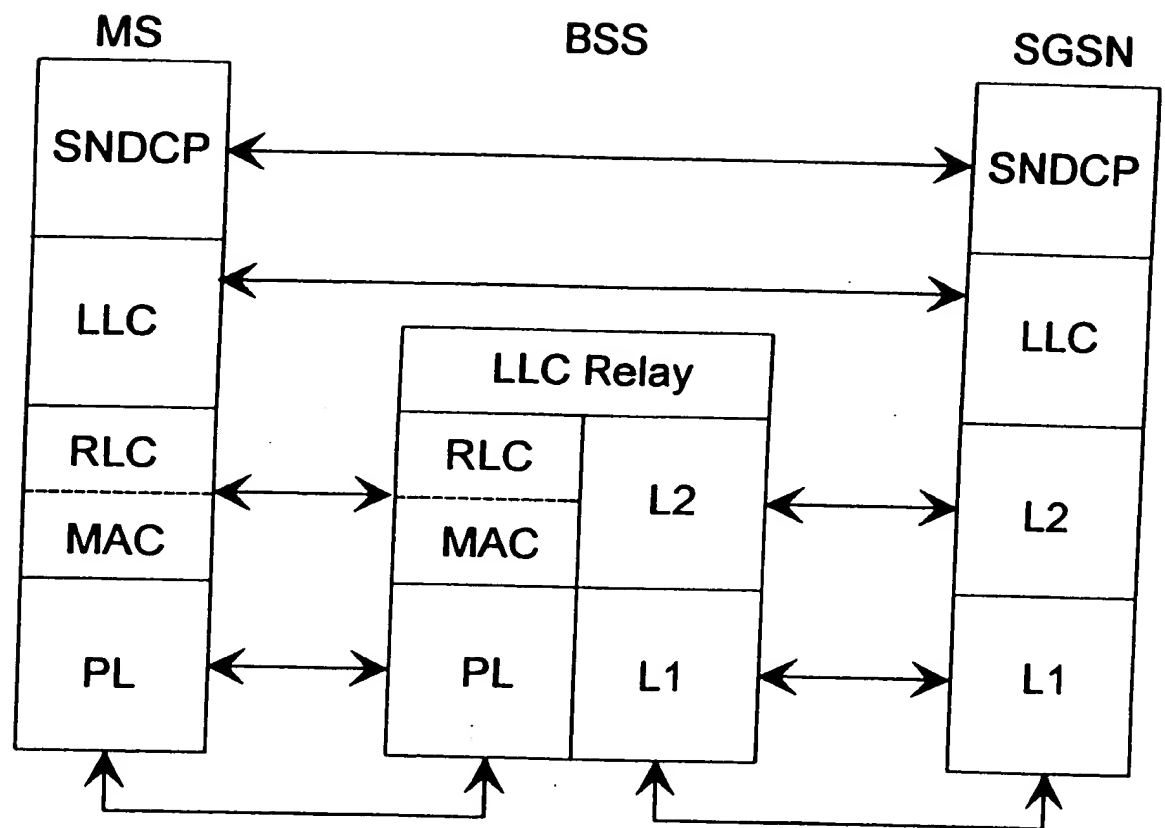 MS
BSS
SGSN
SNDCP
LLC
RLC
MAC
PL
LLC Relay
RLC
MAC
PL
L2
L1
SNDCP
LLC
L2
L1